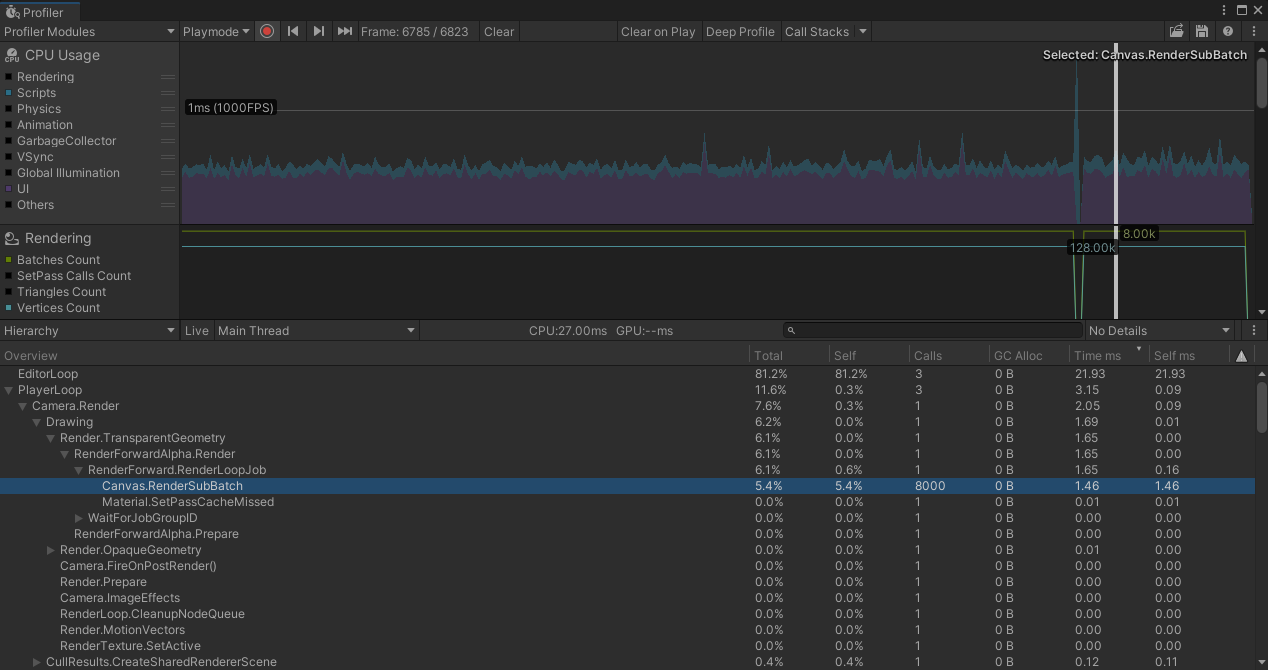 Profiler
Profiler Modules Playmode Frame: 6785 / 6823 Clear Clear on Play Deep Profile Call Stacks
CPU Usage
Selected: Canvas.RenderSubBatch
Rendering
Scripts
Physics
Animation
GarbageCollector
VSync
Global Illumination
UI
Others
1ms (1000FPS)
Rendering
Batches Count
SetPass Calls Count
Triangles Count
Vertices Count
8.00k
128.00k
Hierarchy Live Main Thread CPU:27.00ms GPU:--ms No Details
Overview Total Self Calls GC Alloc Time ms Self ms
EditorLoop 81.2% 81.2% 3 0 B 21.93 21.93
PlayerLoop 11.6% 0.3% 3 0 B 3.15 0.09
Camera.Render 7.6% 0.3% 1 0 B 2.05 0.09
Drawing 6.2% 0.0% 1 0 B 1.69 0.01
Render.TransparentGeometry 6.1% 0.0% 1 0 B 1.65 0.00
RenderForwardAlpha.Render 6.1% 0.0% 1 0 B 1.65 0.00
RenderForward.RenderLoopJob 6.1% 0.6% 1 0 B 1.65 0.16
Canvas.RenderSubBatch 5.4% 5.4% 8000 0 B 1.46 1.46
Material.SetPassCacheMissed 0.0% 0.0% 1 0 B 0.01 0.01
WaitForJobGroupID 0.0% 0.0% 1 0 B 0.00 0.00
RenderForwardAlpha.Prepare 0.0% 0.0% 1 0 B 0.00 0.00
Render.OpaqueGeometry 0.0% 0.0% 1 0 B 0.01 0.00
Camera.FireOnPostRender() 0.0% 0.0% 1 0 B 0.00 0.00
Render.Prepare 0.0% 0.0% 1 0 B 0.00 0.00
Camera.ImageEffects 0.0% 0.0% 1 0 B 0.00 0.00
RenderLoop.CleanupNodeQueue 0.0% 0.0% 1 0 B 0.00 0.00
Render.MotionVectors 0.0% 0.0% 1 0 B 0.00 0.00
RenderTexture.SetActive 0.0% 0.0% 1 0 B 0.00 0.00
CullResults.CreateSharedRendererScene 0.4% 0.4% 1 0 B 0.12 0.11